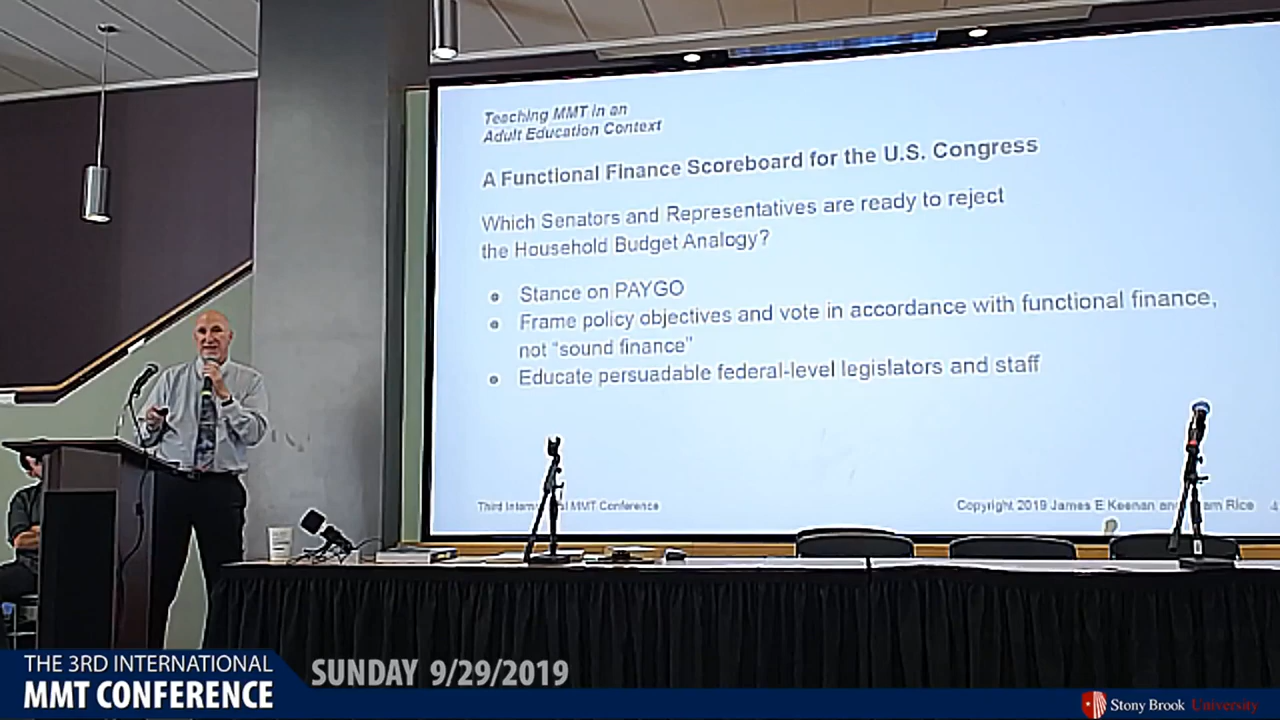 Teaching MMT in an
Adult Education Context
A Functional Finance Scoreboard for the U.S. Congress
Which Senators and Representatives are ready to reject
the Household Budget Analogy?
Stance on PAYGO
Frame policy objectives and vote in accordance with functional finance,
not “sound finance”
Educate persuadable federal-level legislators and staff
Third MMT Conference
Copyright 2019 James E Keenan Rice 4
THE 3RD INTERNATIONAL
MMT CONFERENCE
SUNDAY 9/29/2019
Stony Brook University